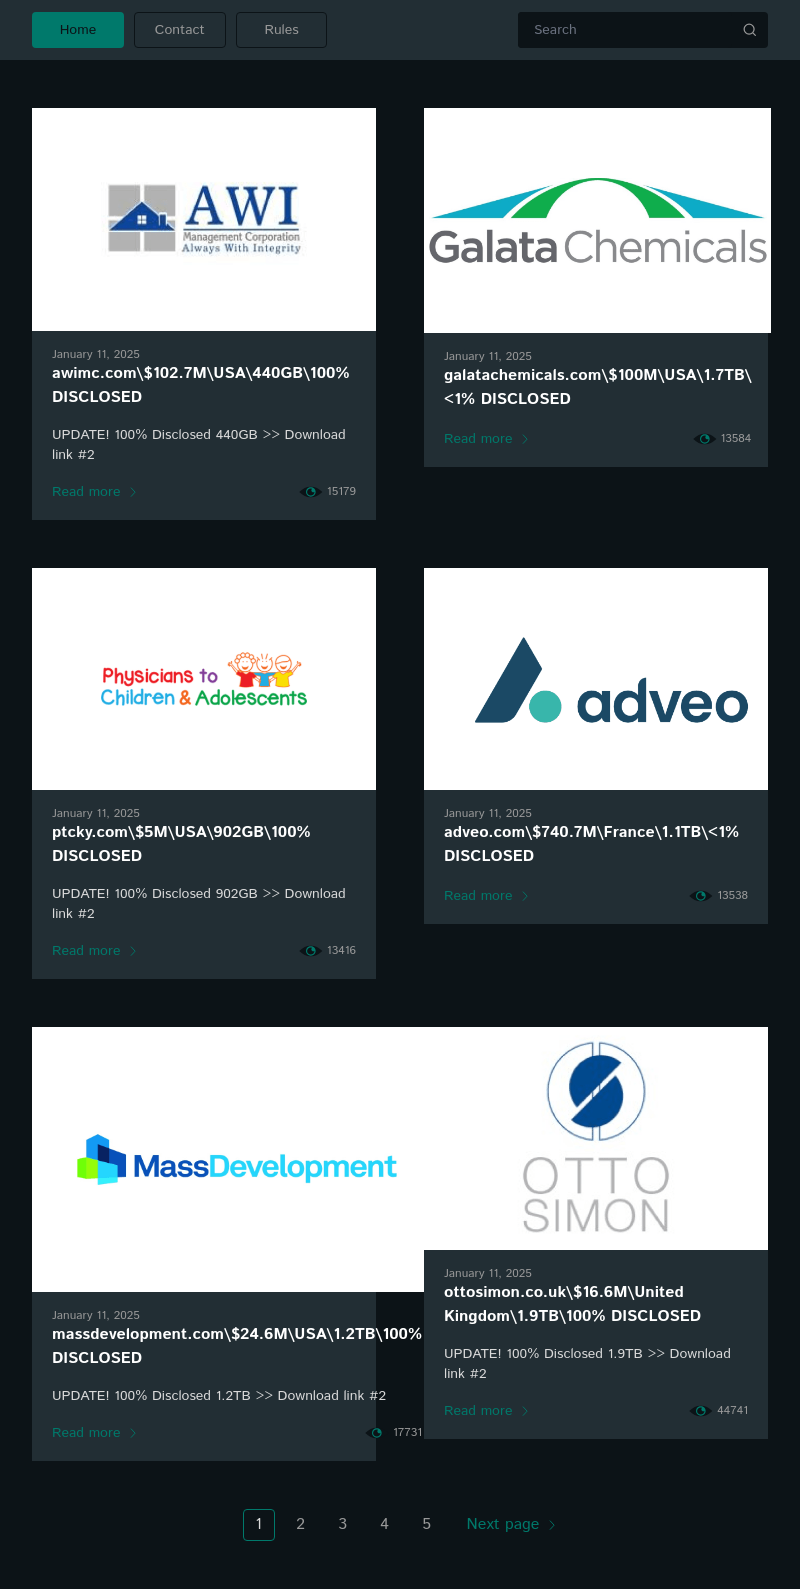 Home
Contact
Rules
Search
AWI
Management Corporation
Always With Integrity
January 11, 2025
awimc.com\$102.7M\USA\440GB\100%
DISCLOSED
UPDATE! 100% Disclosed 440GB >> Download
link #2
Read more
15179
Galata Chemicals
January 11, 2025
galatachemicals.com\$100M\USA\1.7TB\
<1% DISCLOSED
Read more
13584
Physicians to
Children & Adolescents
January 11, 2025
ptcky.com\$5M\USA\902GB\100%
DISCLOSED
UPDATE! 100% Disclosed 902GB >> Download
link #2
Read more
13416
adveo
January 11, 2025
adveo.com\$740.7M\France\1.1TB\<1%
DISCLOSED
Read more
13538
MassDevelopment
January 11, 2025
massdevelopment.com\$24.6M\USA\1.2TB\100%
DISCLOSED
UPDATE! 100% Disclosed 1.2TB >> Download link #2
Read more
17731
OTTO
SIMON
January 11, 2025
ottosimon.co.uk\$16.6M\United
Kingdom\1.9TB\100% DISCLOSED
UPDATE! 100% Disclosed 1.9TB >> Download
link #2
Read more
44741
1 2 3 4 5 Next page